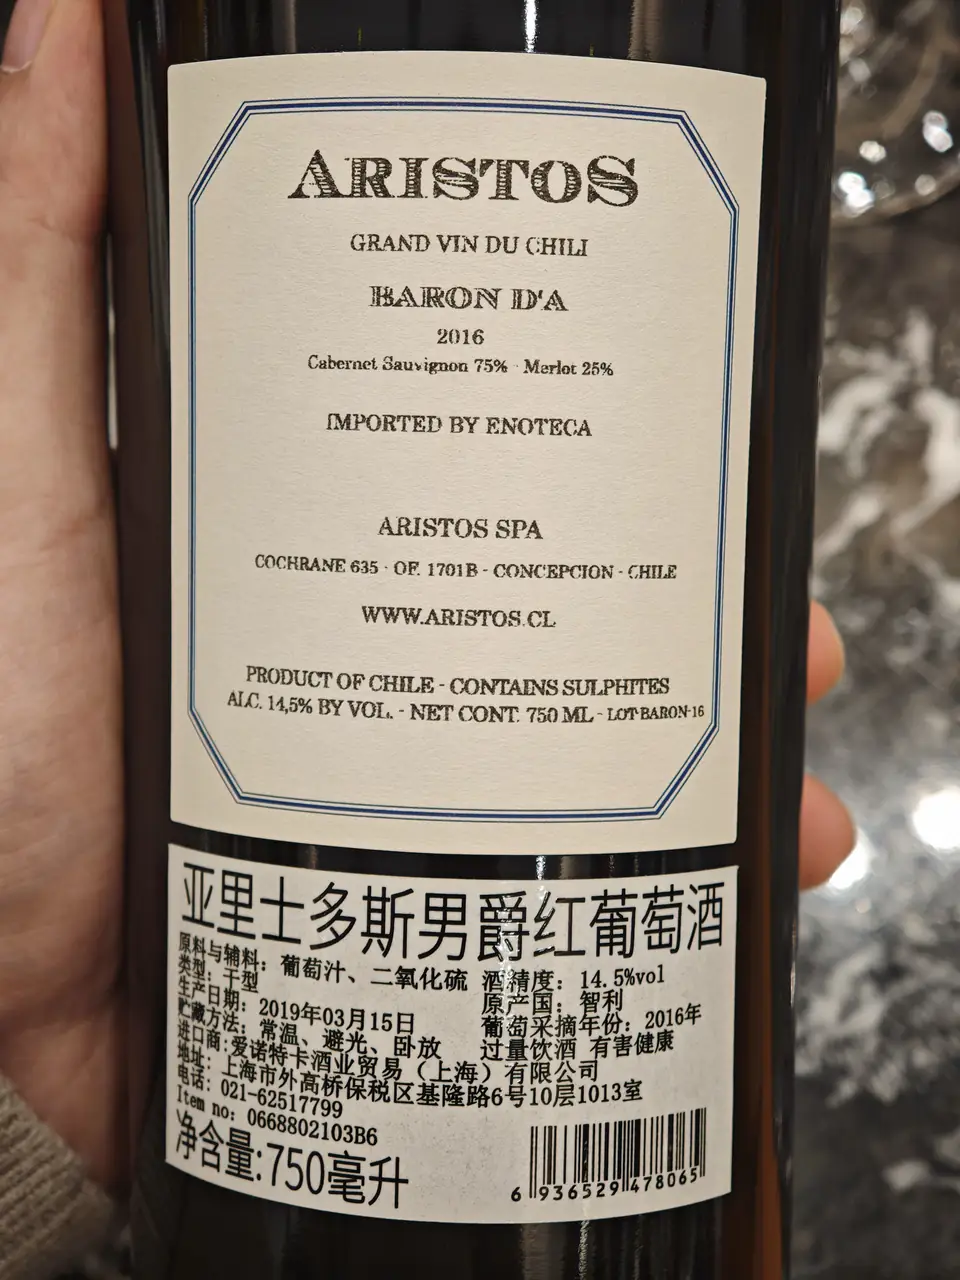 ARISTOS
GRAND VIN DU CHILI
BARON D'A
2016
Cabernet Sauvignon 75% · Merlot 25%
IMPORTED BY ENOTECA
ARISTOS SPA
COCHRANE 635 · OF. 1701B - CONCEPCION - CHILE
WWW.ARISTOS.CL
PRODUCT OF CHILE - CONTAINS SULPHITES
ALC. 14,5% BY VOL. - NET CONT. 750 ML - LOT-BARON-16
亚里士多斯男爵红葡萄酒
原料与辅料：葡萄汁、二氧化硫 酒精度：14.5%vol
类型：干型 原产国：智利
生产日期：2019年03月15日 葡萄采摘年份：2016年
贮藏方法：常温、避光、卧放 过量饮酒 有害健康
进口商：爱诺特卡酒业贸易（上海）有限公司
地址：上海市外高桥保税区基隆路6号10层1013室
电话：021-62517799
Item no: 0668802103B6
净含量:750毫升
6 936529 478065